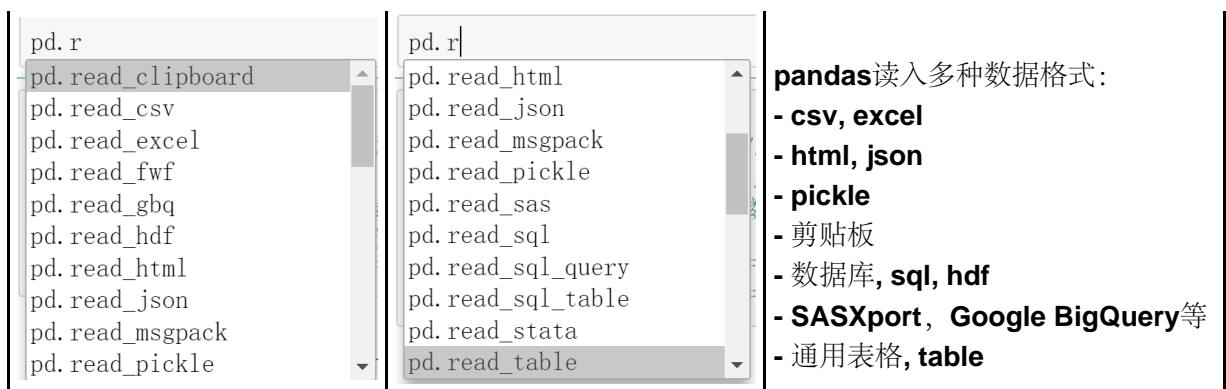 pd.r
pd.read_clipboard
pd.read_csv
pd.read_excel
pd.read_fwf
pd.read_gbq
pd.read_hdf
pd.read_html
pd.read_json
pd.read_msgpack
pd.read_pickle
pd.r
pd.read_html
pd.read_json
pd.read_msgpack
pd.read_pickle
pd.read_sas
pd.read_sql
pd.read_sql_query
pd.read_sql_table
pd.read_stata
pd.read_table
pandas读入多种数据格式:
- csv, excel
- html, json
- pickle
- 剪贴板
- 数据库, sql, hdf
- SASXport，Google BigQuery等
- 通用表格, table